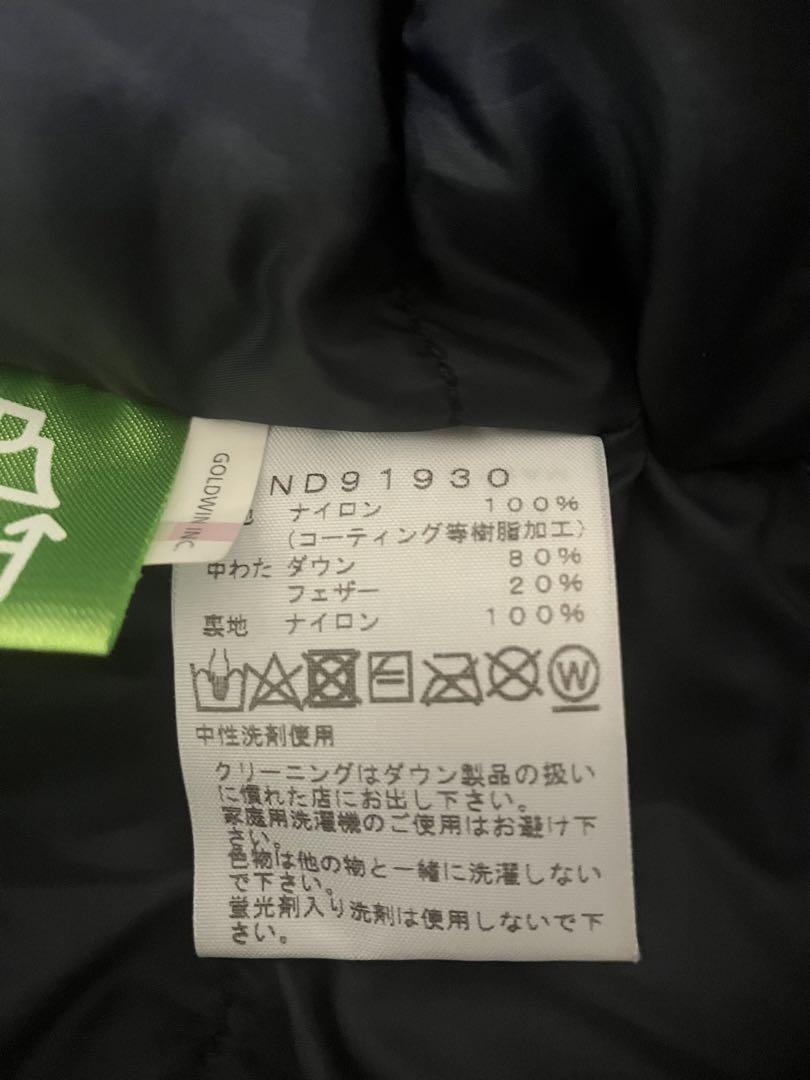 GOLDWIN INC
ND91930
地 ナイロン 100%
(コーティング等樹脂加工)
中わた ダウン 80%
フェザー 20%
裏地 ナイロン 100%
W
中性洗剤使用
クリーニングはダウン製品の扱い
に慣れた店にお出し下さい。
家庭用洗濯機のご使用はお避け下
さい。
色物は他の物と一緒に洗濯しない
で下さい。
蛍光剤入り洗剤は使用しないで下
さい。